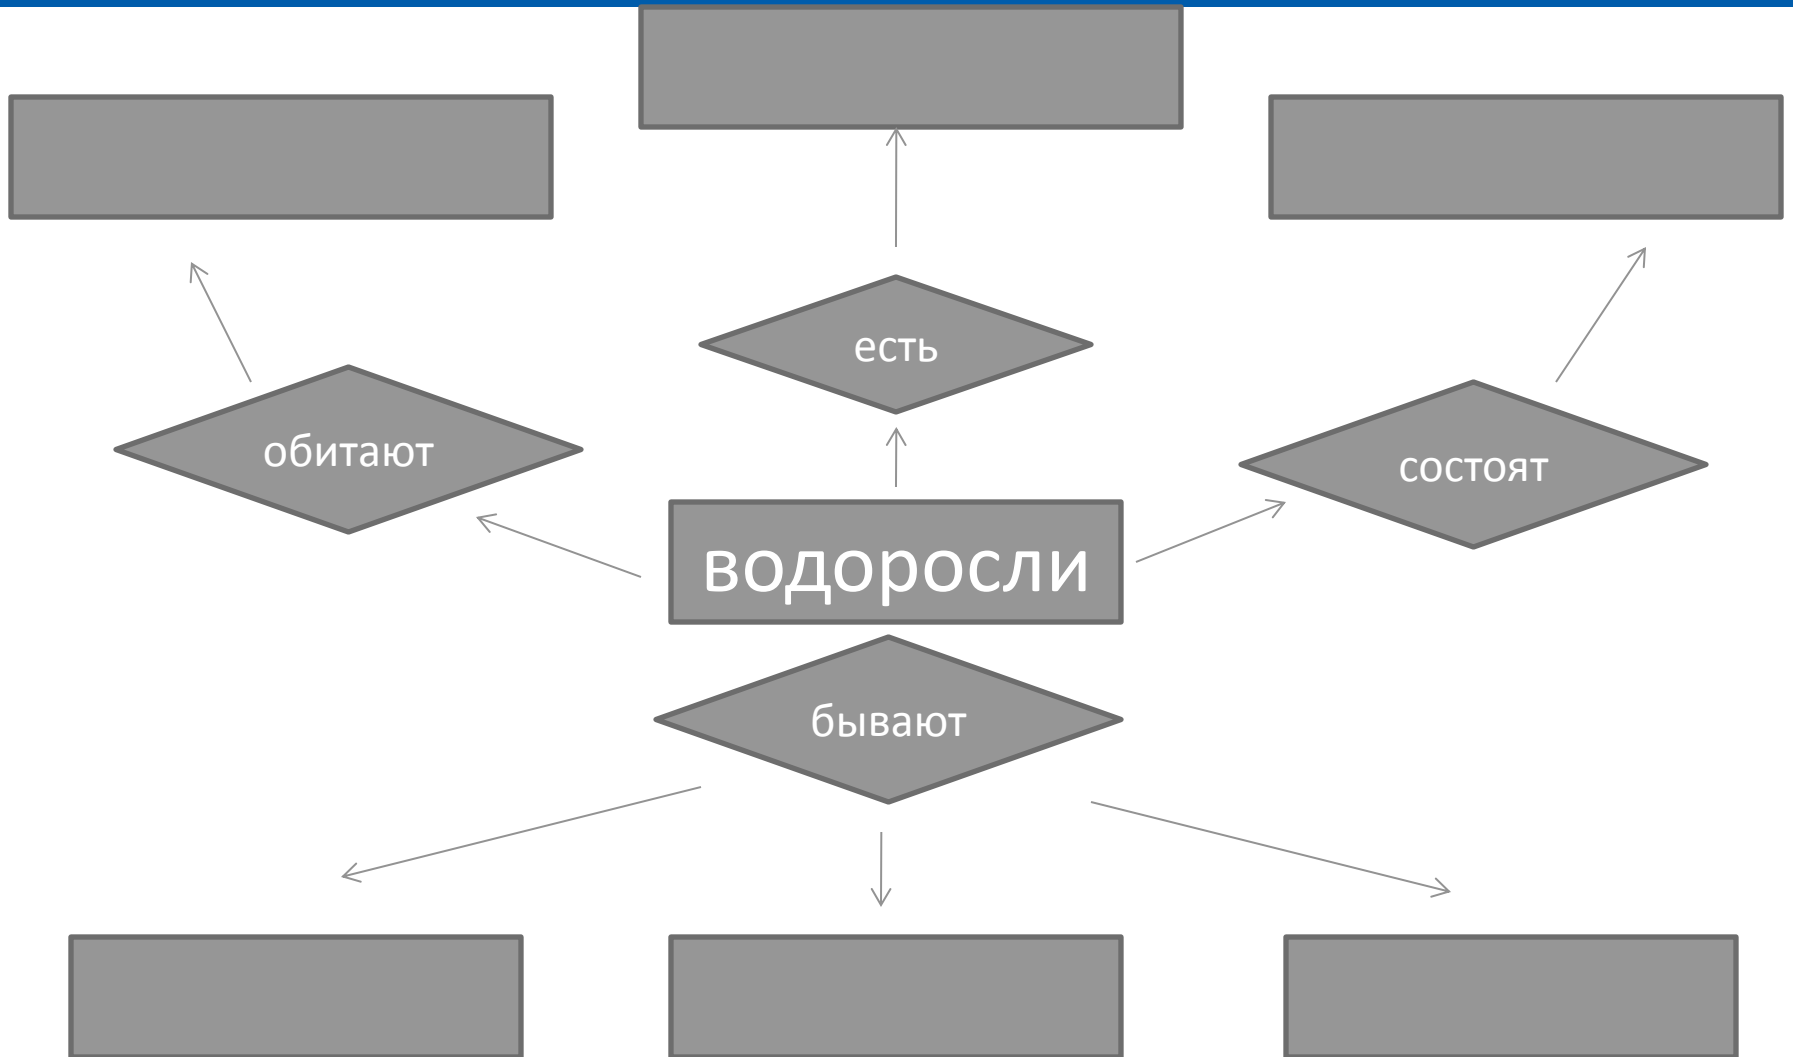 есть
обитают
состоят
водоросли
бывают